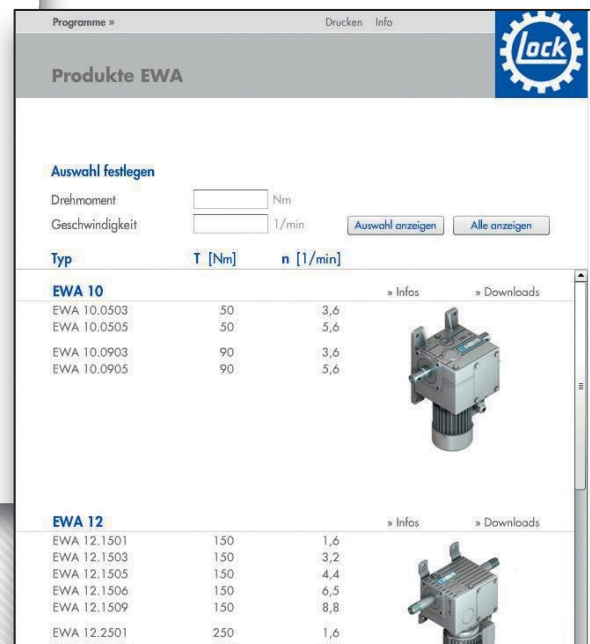 Programme » Drucken Info
Lock
Produkte EWA
Auswahl festlegen
Drehmoment Nm
Geschwindigkeit 1/min Auswahl anzeigen Alle anzeigen
Typ T [Nm] n [1/min]
EWA 10 » Infos » Downloads
EWA 10.0503 50 3,6
EWA 10.0505 50 5,6
EWA 10.0903 90 3,6
EWA 10.0905 90 5,6
EWA 12 » Infos » Downloads
EWA 12.1501 150 1,6
EWA 12.1503 150 3,2
EWA 12.1505 150 4,4
EWA 12.1506 150 6,5
EWA 12.1509 150 8,8
EWA 12.2501 250 1,6